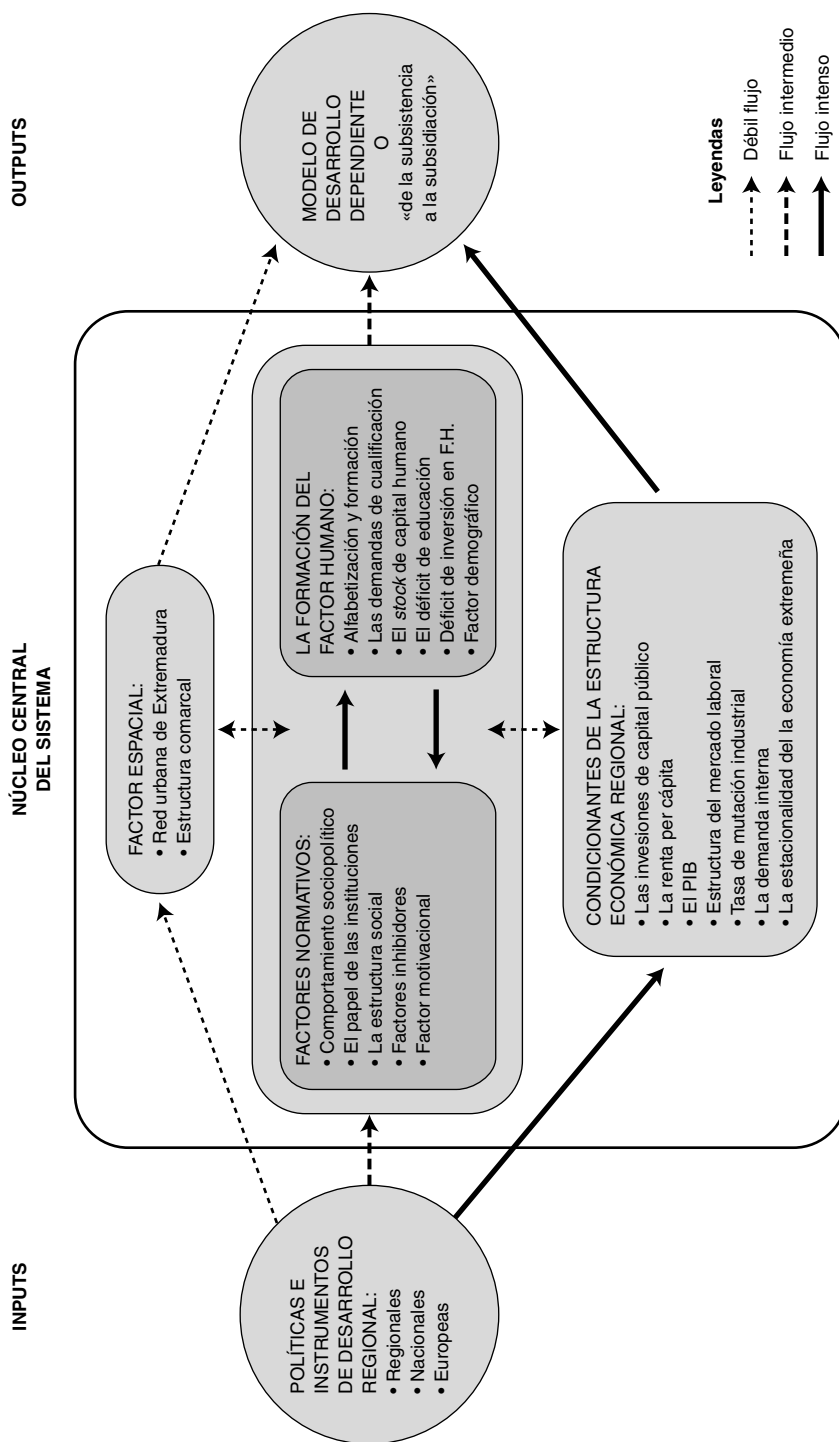 INPUTS
NÚCLEO CENTRAL
DEL SISTEMA
OUTPUTS
POLÍTICAS E
INSTRUMENTOS
DE DESARROLLO
REGIONAL:
• Regionales
• Nacionales
• Europeas
FACTOR ESPACIAL:
• Red urbana de Extremadura
• Estructura comarcal
FACTORES NORMATIVOS:
• Comportamiento sociopolítico
• El papel de las instituciones
• La estructura social
• Factores inhibidores
• Factor motivacional
LA FORMACIÓN DEL
FACTOR HUMANO:
• Alfabetización y formación
• Las demandas de cualificación
• El stock de capital humano
• El déficit de educación
• Déficit de inversión en F.H.
• Factor demográfico
CONDICIONANTES DE LA ESTRUCTURA
ECONÓMICA REGIONAL:
• Las invesiones de capital público
• La renta per cápita
• El PIB
• Estructura del mercado laboral
• Tasa de mutación industrial
• La demanda interna
• La estacionalidad del la economía extremeña
MODELO DE
DESARROLLO
DEPENDIENTE
O
«de la subsistencia
a la subsidiación»
Leyendas
Débil flujo
Flujo intermedio
Flujo intenso